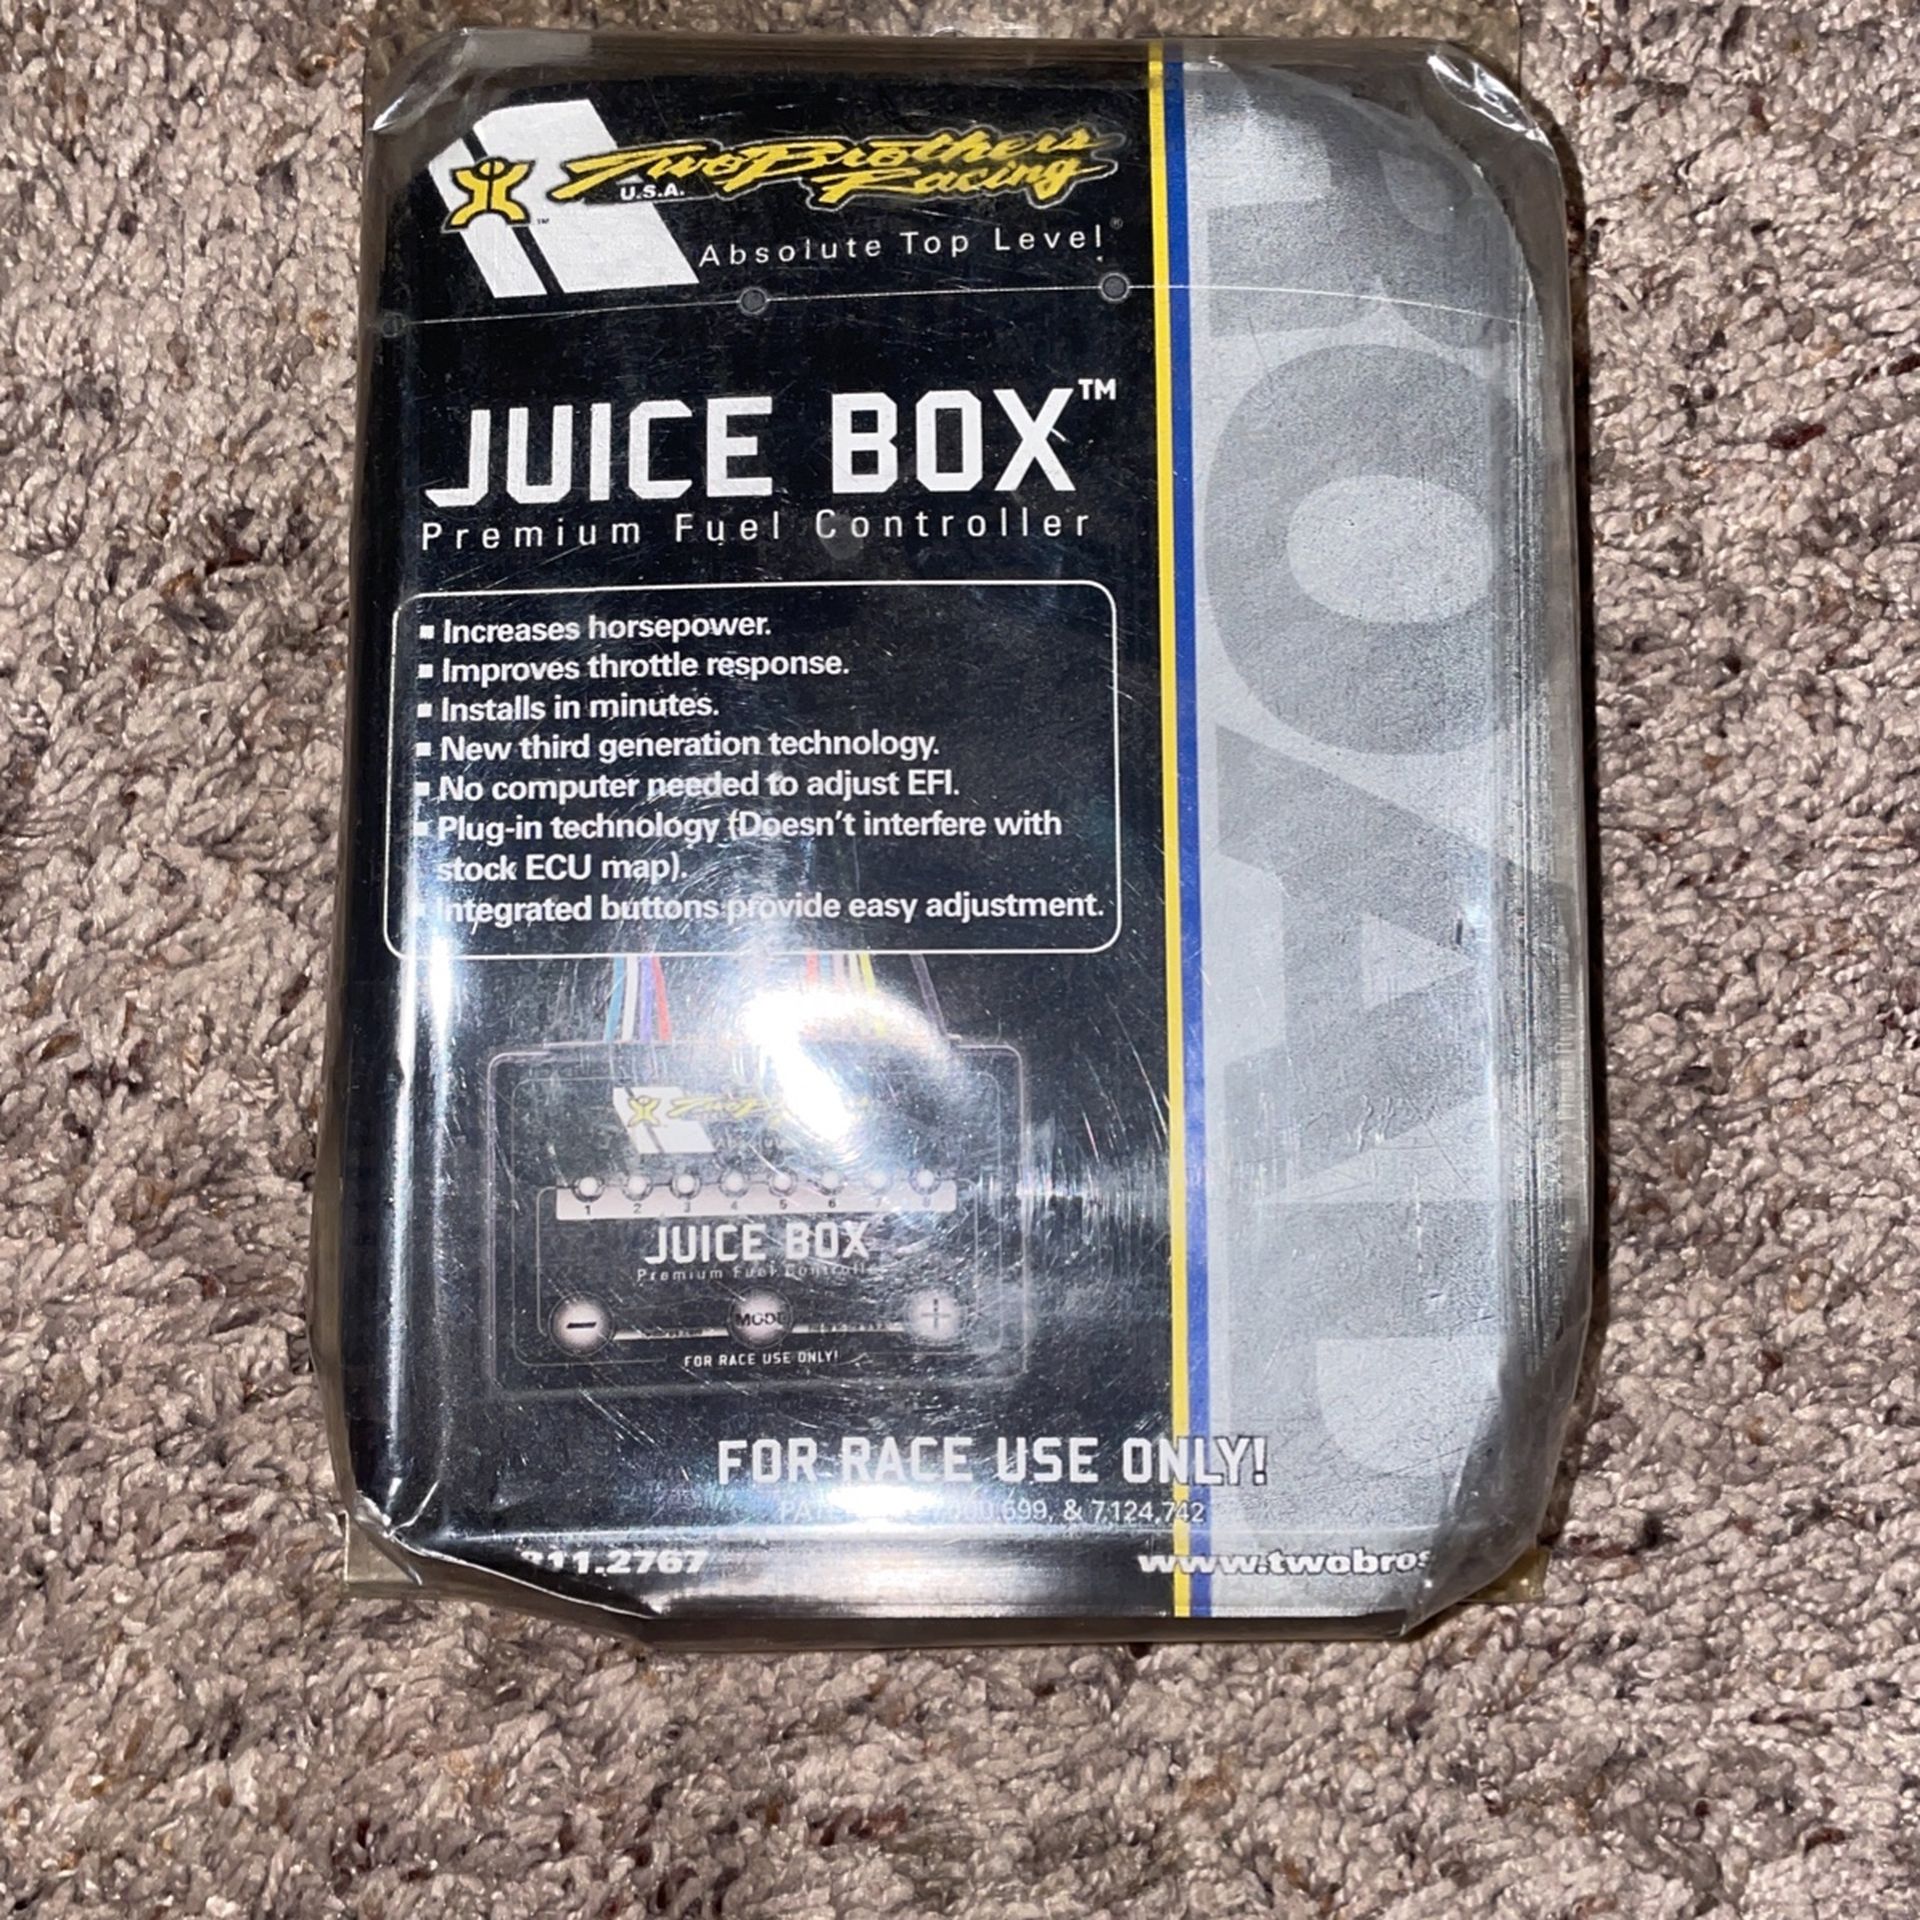 TwoBrothers
Racing
U.S.A.
TM
Absolute Top Level®
JUICE BOX™
Premium Fuel Controller
▪ Increases horsepower.
▪ Improves throttle response.
▪ Installs in minutes.
▪ New third generation technology.
▪ No computer needed to adjust EFI.
▪ Plug-in technology (Doesn't interfere with
stock ECU map).
▪ Integrated buttons provide easy adjustment.
TwoBrothers
1 2 3 4 5 6 7 8
JUICE BOX
Premium Fuel Controller
- MODE +
FOR RACE USE ONLY!
FOR RACE USE ONLY!
& 7,124,742
811.2767
www.twobros